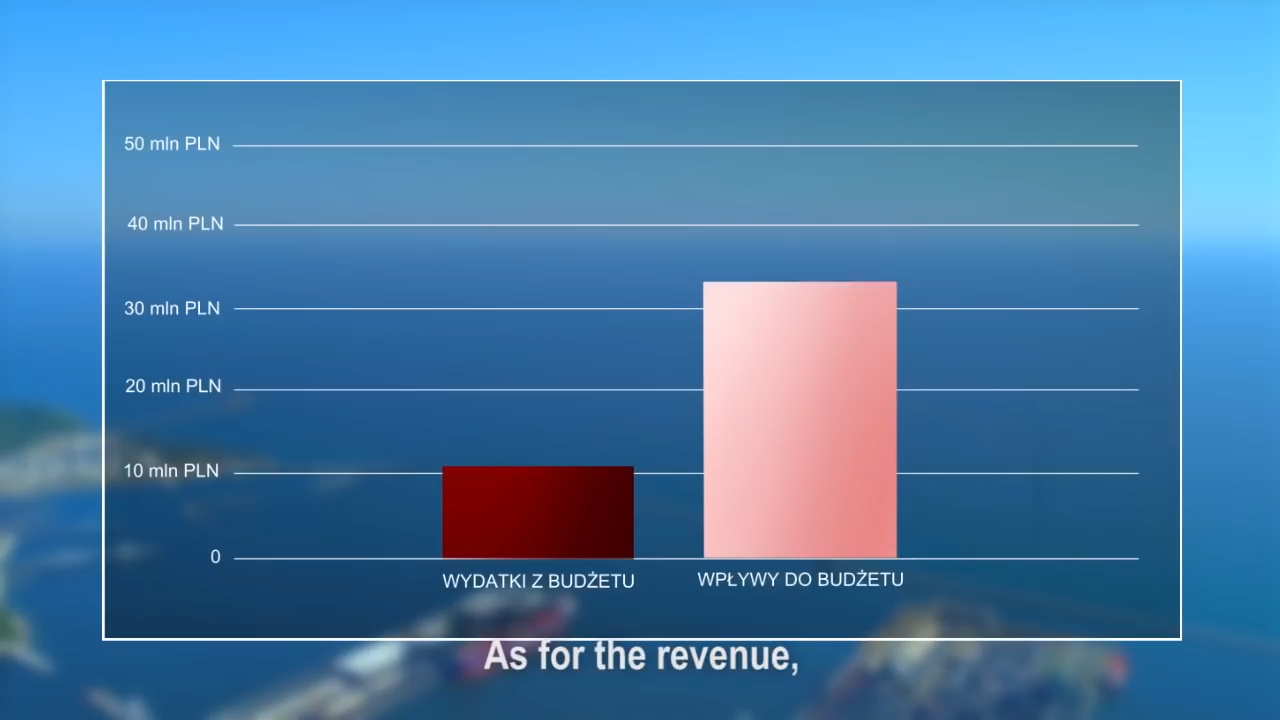 50 mln PLN
40 mln PLN
30 mln PLN
20 mln PLN
10 mln PLN
0
WYDATKI Z BUDŻETU
WPŁYWY DO BUDŻETU
As for the revenue,